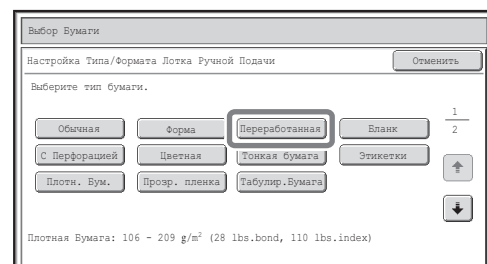 Выбор Бумаги
Настройка Типа/Формата Лотка Ручной Подачи
Отменить
Выберите тип бумаги.
Обычная Форма Переработанная Бланк
С Перфорацией Цветная Тонкая бумага Этикетки
Плотн. Бум. Прозр. пленка Табулир.Бумага
1
2
Плотная Бумага: 106 - 209 g/m² (28 lbs.bond, 110 lbs.index)